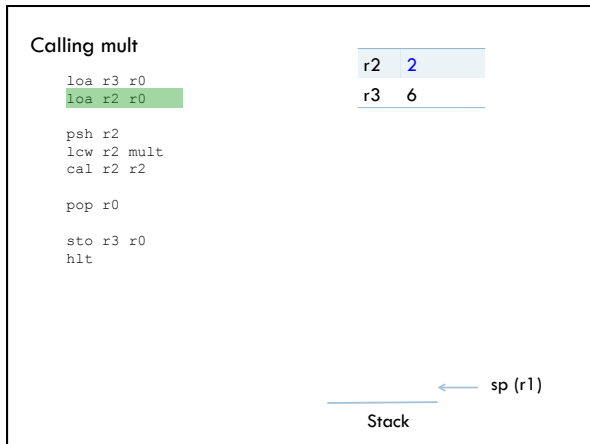 Calling mult
loa r3 r0
loa r2 r0
psh r2
lcw r2 mult
cal r2 r2
pop r0
sto r3 r0
hlt
r2 2
r3 6
sp (r1)
Stack